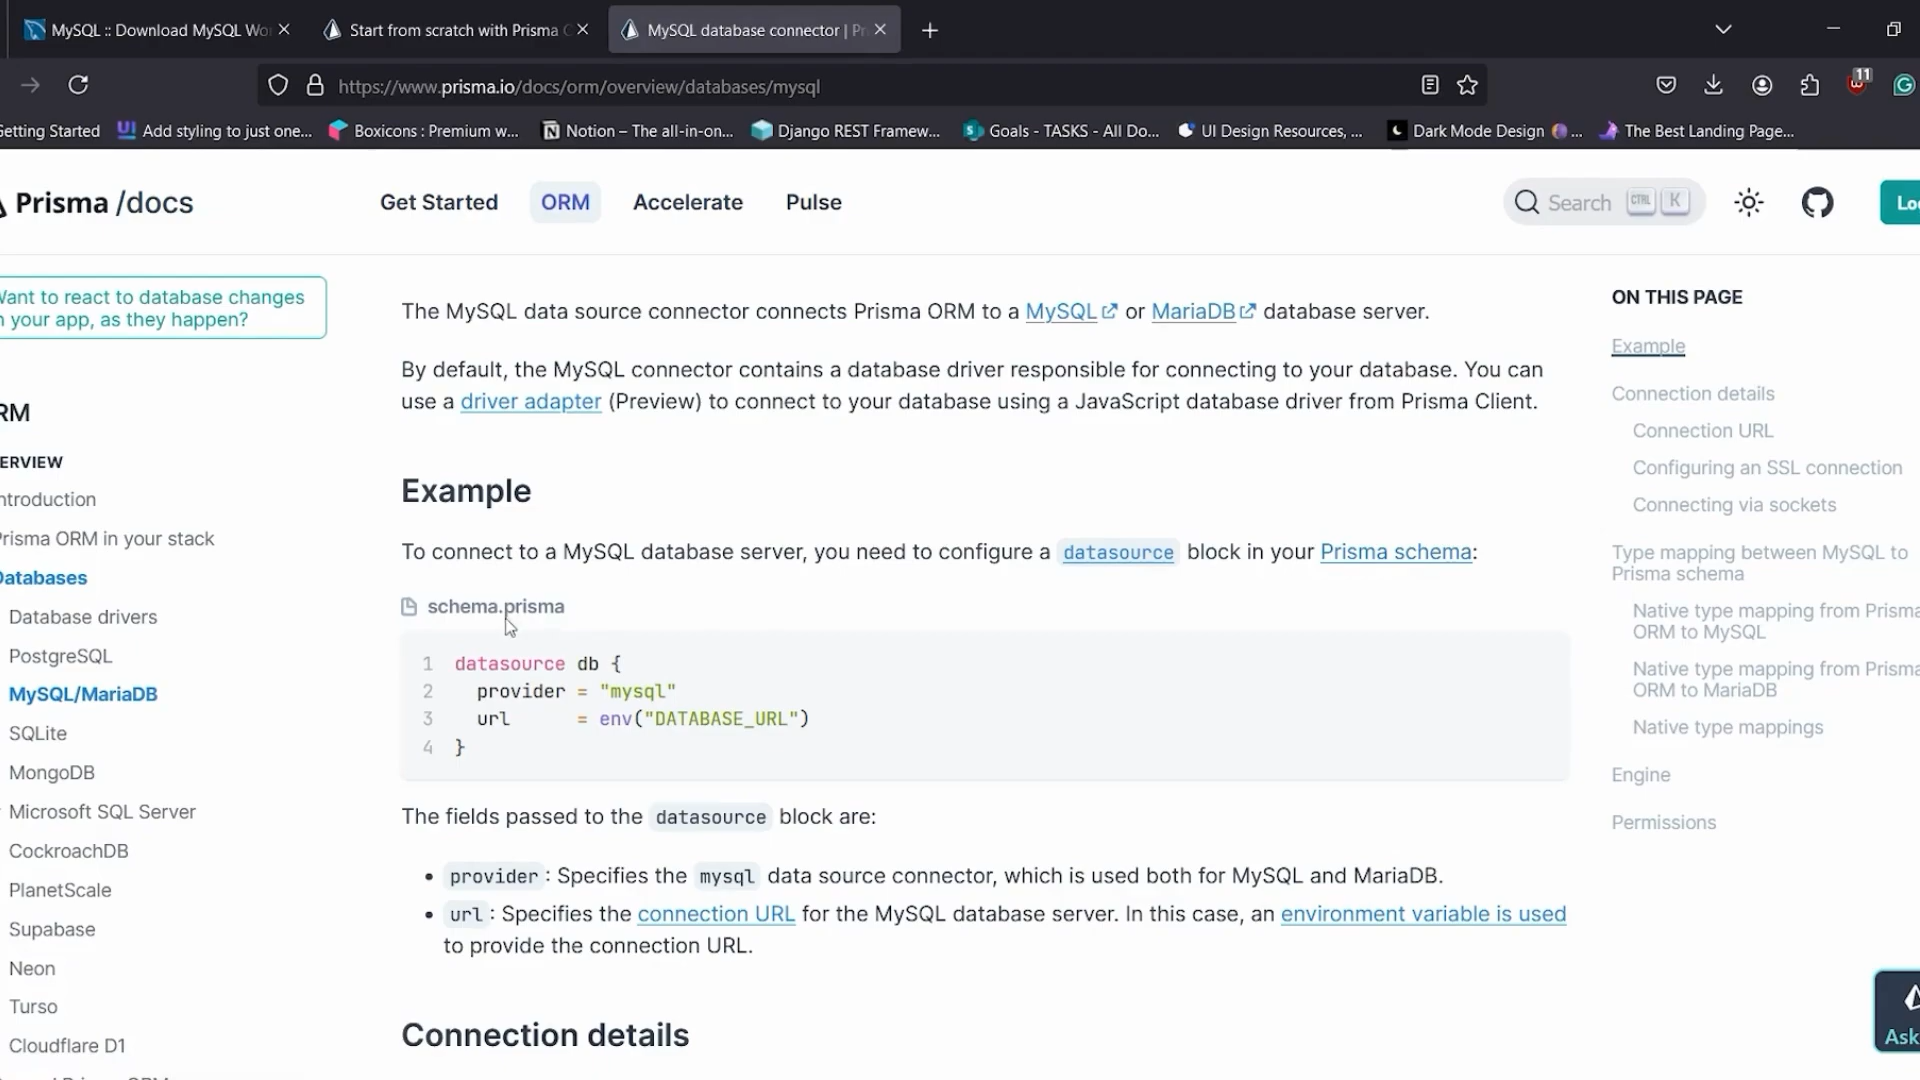 MySQL :: Download MySQL Wo
Start from scratch with Prisma
MySQL database connector | Pr
https://www.prisma.io/docs/orm/overview/databases/mysql
11
etting Started
Add styling to just one...
Boxicons : Premium w...
Notion – The all-in-on...
Django REST Framew...
Goals - TASKS - All Do...
UI Design Resources, ...
Dark Mode Design
...
The Best Landing Page...
Prisma /docs
Get Started
ORM
Accelerate
Pulse
Search CTRL K
Lo
Want to react to database changes
n your app, as they happen?
RM
ERVIEW
ntroduction
Prisma ORM in your stack
Databases
Database drivers
PostgreSQL
MySQL/MariaDB
SQLite
MongoDB
Microsoft SQL Server
CockroachDB
PlanetScale
Supabase
Neon
Turso
Cloudflare D1
The MySQL data source connector connects Prisma ORM to a MySQL or MariaDB database server.
By default, the MySQL connector contains a database driver responsible for connecting to your database. You can
use a driver adapter (Preview) to connect to your database using a JavaScript database driver from Prisma Client.
Example
To connect to a MySQL database server, you need to configure a datasource block in your Prisma schema:
schema.prisma
1 datasource db {
2 provider = "mysql"
3 url = env("DATABASE_URL")
4 }
The fields passed to the datasource block are:
• provider : Specifies the mysql data source connector, which is used both for MySQL and MariaDB.
• url : Specifies the connection URL for the MySQL database server. In this case, an environment variable is used
to provide the connection URL.
Connection details
ON THIS PAGE
Example
Connection details
Connection URL
Configuring an SSL connection
Connecting via sockets
Type mapping between MySQL to
Prisma schema
Native type mapping from Prisma
ORM to MySQL
Native type mapping from Prisma
ORM to MariaDB
Native type mappings
Engine
Permissions
Ask